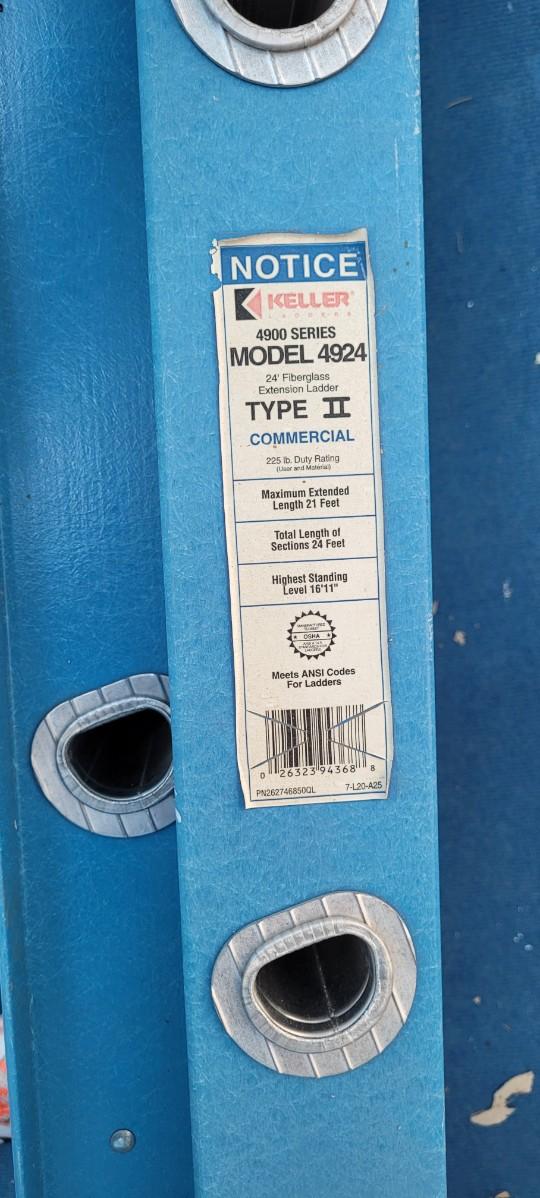 NOTICE
KELLER
LADDERS
4900 SERIES
MODEL 4924
24' Fiberglass
Extension Ladder
TYPE II
COMMERCIAL
225 lb. Duty Rating
(User and Material)
Maximum Extended
Length 21 Feet
Total Length of
Sections 24 Feet
Highest Standing
Level 16'11"
OSHA
Meets ANSI Codes
For Ladders
0 26323 94368 8
PN262746850QL 7-L20-A25